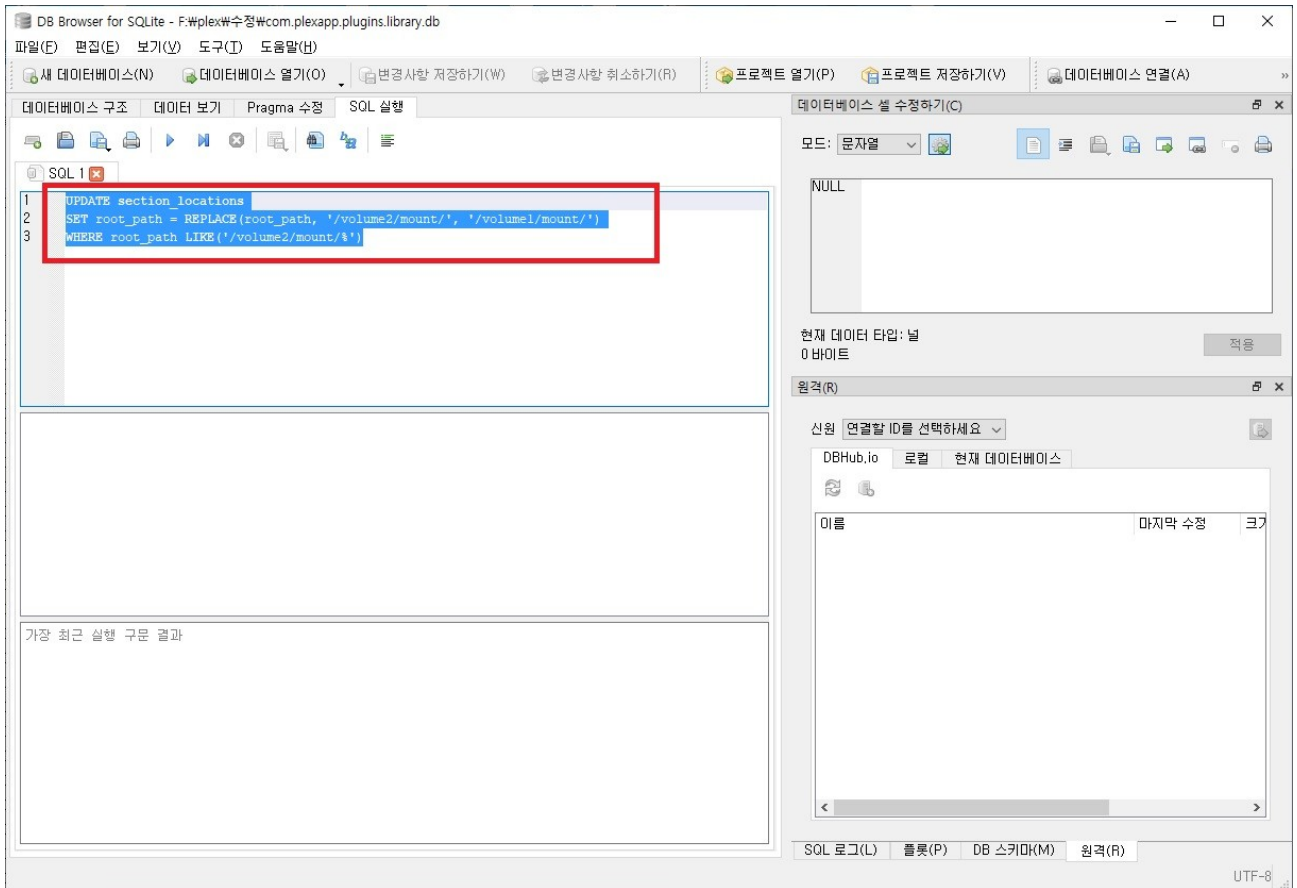 DB Browser for SQLite - F:￦plex￦수정￦com.plexapp.plugins.library.db
파일(F) 편집(E) 보기(V) 도구(T) 도움말(H)
새 데이터베이스(N) 데이터베이스 열기(O) 변경사항 저장하기(W) 변경사항 취소하기(R) 프로젝트 열기(P) 프로젝트 저장하기(V) 데이터베이스 연결(A) »
데이터베이스 구조 데이터 보기 Pragma 수정 SQL 실행
SQL 1
1 UPDATE section_locations
2 SET root_path = REPLACE(root_path, '/volume2/mount/', '/volume1/mount/')
3 WHERE root_path LIKE('/volume2/mount/%')
가장 최근 실행 구문 결과
데이터베이스 셀 수정하기(C)
모드: 문자열
NULL
현재 데이터 타입: 널
0 바이트
적용
원격(R)
신원 연결할 ID를 선택하세요
DBHub.io 로컬 현재 데이터베이스
이름 마지막 수정
SQL 로그(L) 플롯(P) DB 스키마(M) 원격(R)
UTF-8